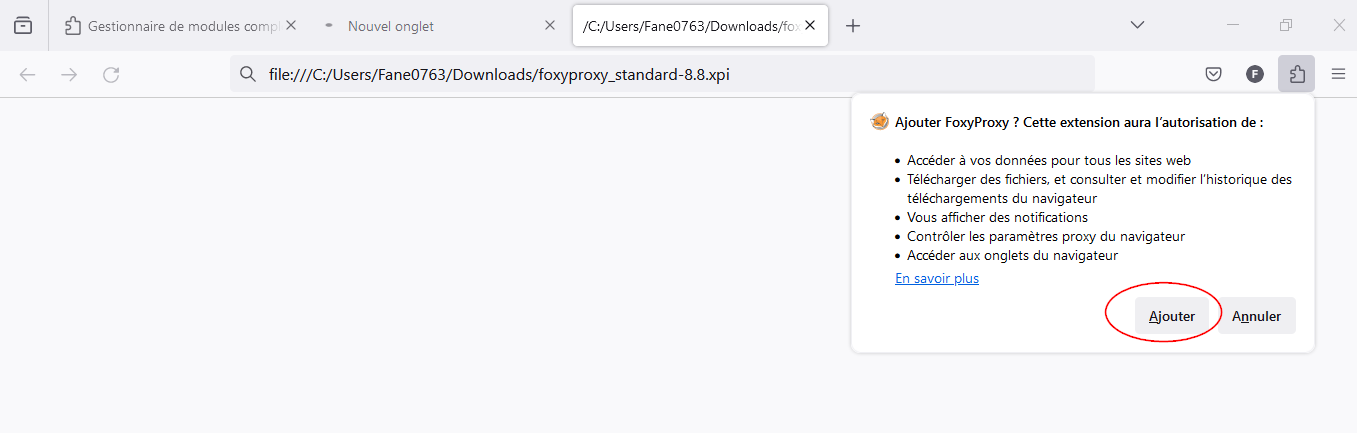 Gestionnaire de modules compl
Nouvel onglet
/C:/Users/Fane0763/Downloads/fox
file:///C:/Users/Fane0763/Downloads/foxyproxy_standard-8.8.xpi
F
Ajouter FoxyProxy ? Cette extension aura l’autorisation de :
• Accéder à vos données pour tous les sites web
• Télécharger des fichiers, et consulter et modifier l’historique des
téléchargements du navigateur
• Vous afficher des notifications
• Contrôler les paramètres proxy du navigateur
• Accéder aux onglets du navigateur
En savoir plus
Ajouter
Annuler